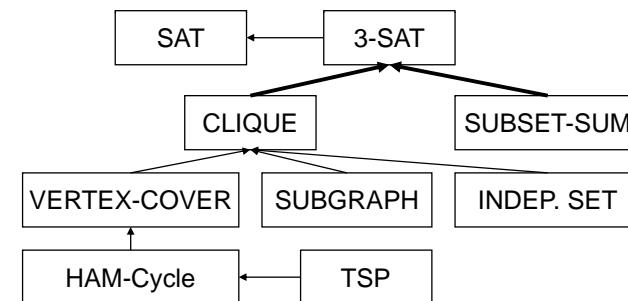 SAT
3-SAT
CLIQUE
SUBSET-SUM
VERTEX-COVER
SUBGRAPH
INDEP. SET
HAM-Cycle
TSP